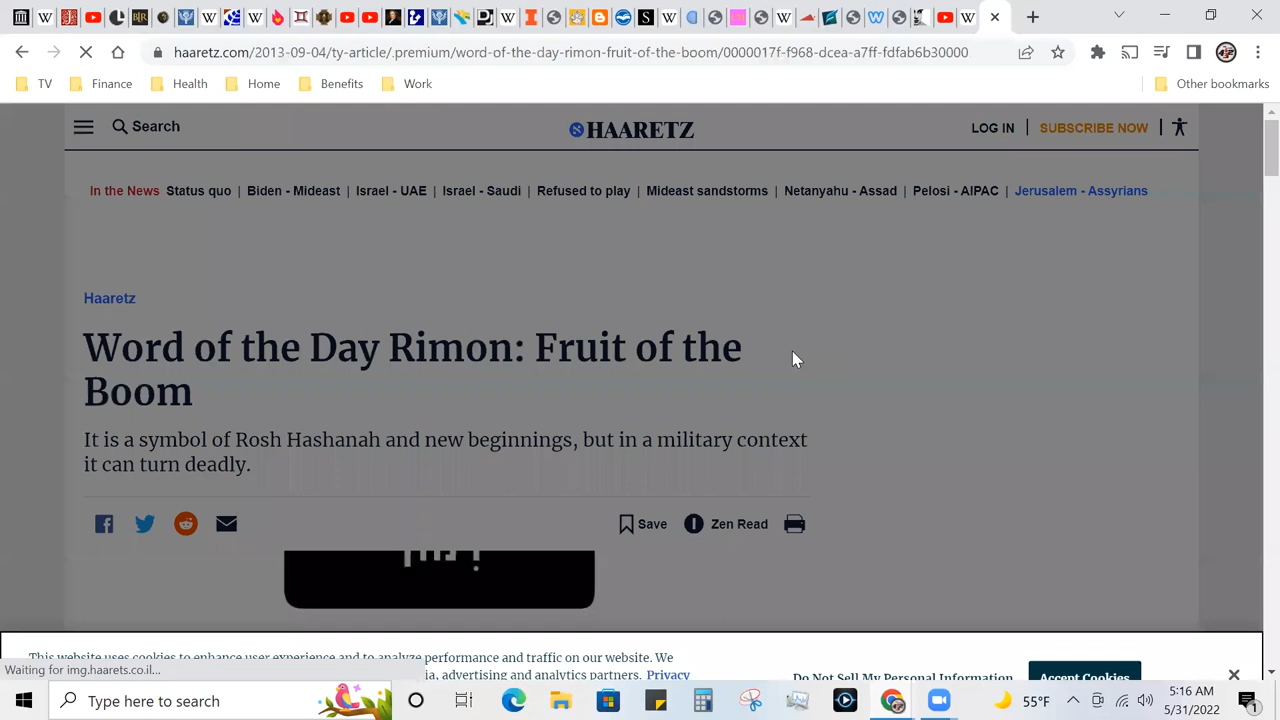 haaretz.com/2013-09-04/ty-article/.premium/word-of-the-day-rimon-fruit-of-the-boom/0000017f-f968-dcea-a7ff-fdfab6b30000
TV Finance Health Home Benefits Work Other bookmarks
Search HAARETZ LOG IN | SUBSCRIBE NOW |
In the News Status quo | Biden - Mideast | Israel - UAE | Israel - Saudi | Refused to play | Mideast sandstorms | Netanyahu - Assad | Pelosi - AIPAC | Jerusalem - Assyrians
Haaretz
Word of the Day Rimon: Fruit of the
Boom
It is a symbol of Rosh Hashanah and new beginnings, but in a military context
it can turn deadly.
Save Zen Read
This website uses cookies to enhance user experience and to analyze performance and traffic on our website. We
advertising and analytics partners. Privacy
Do Not Sell My Personal Information Accept Cookies
Waiting for img.haarets.co.il...
Type here to search 55°F 5:16 AM
5/31/2022
1